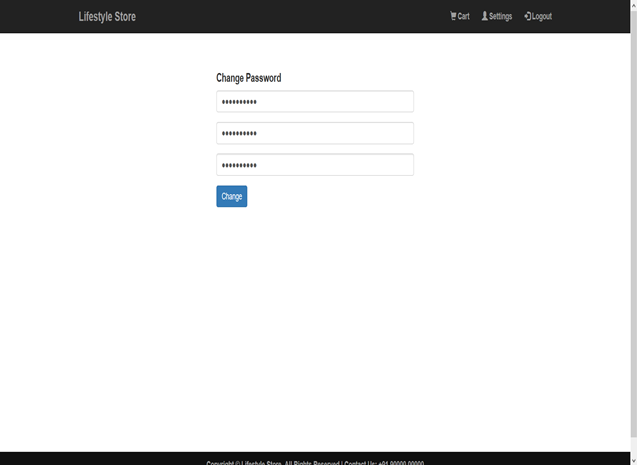 Lifestyle Store
Cart
Settings
Logout
Change Password
••••••••••
••••••••••
••••••••••
Change
Copyright © Lifestyle Store. All Rights Reserved | Contact Us: +91 90000 00000